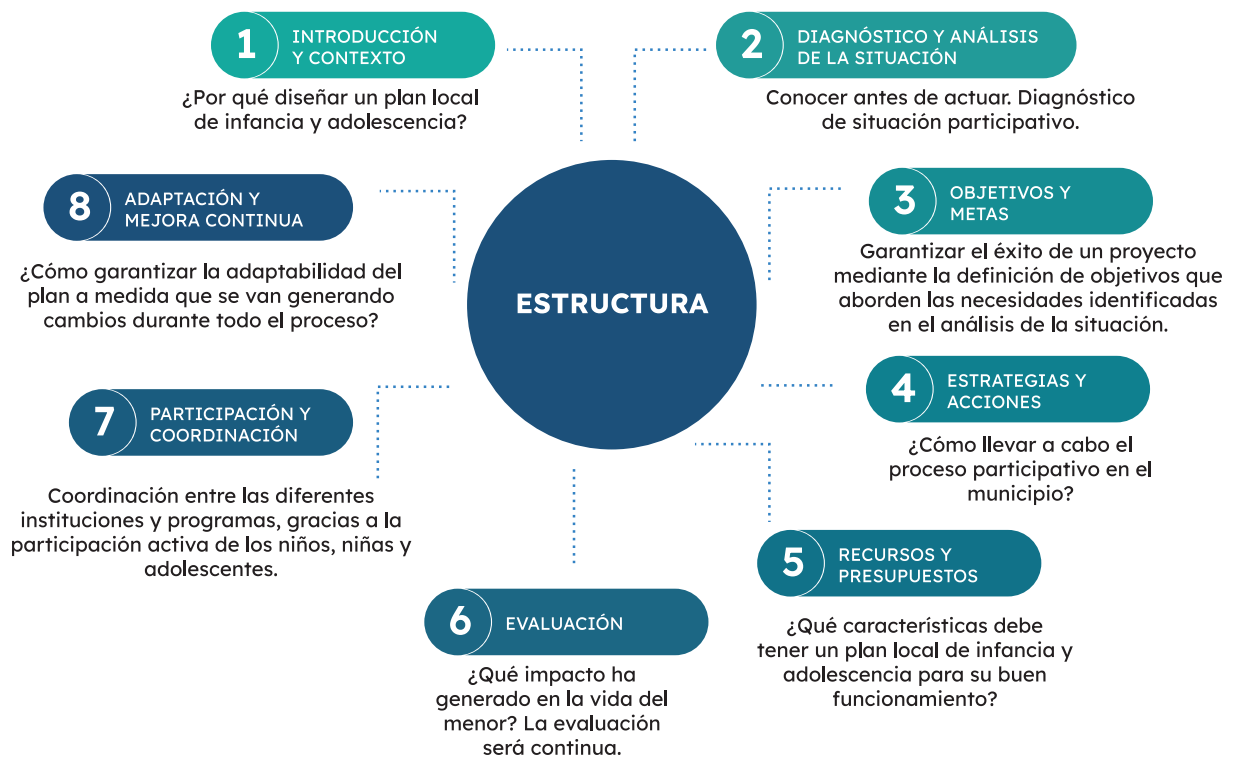 1
INTRODUCCIÓN
Y CONTEXTO
¿Por qué diseñar un plan local
de infancia y adolescencia?
2
DIAGNÓSTICO Y ANÁLISIS
DE LA SITUACIÓN
Conocer antes de actuar. Diagnóstico
de situación participativo.
3
OBJETIVOS Y
METAS
Garantizar el éxito de un proyecto
mediante la definición de objetivos que
aborden las necesidades identificadas
en el análisis de la situación.
4
ESTRATEGIAS Y
ACCIONES
¿Cómo llevar a cabo el
proceso participativo en el
municipio?
5
RECURSOS Y
PRESUPUESTOS
¿Qué características debe
tener un plan local de infancia y
adolescencia para su buen
funcionamiento?
6
EVALUACIÓN
¿Qué impacto ha
generado en la vida del
menor? La evaluación
será continua.
7
PARTICIPACIÓN Y
COORDINACIÓN
Coordinación entre las diferentes
instituciones y programas, gracias a la
participación activa de los niños, niñas y
adolescentes.
8
ADAPTACIÓN Y
MEJORA CONTINUA
¿Cómo garantizar la adaptabilidad del
plan a medida que se van generando
cambios durante todo el proceso?
ESTRUCTURA